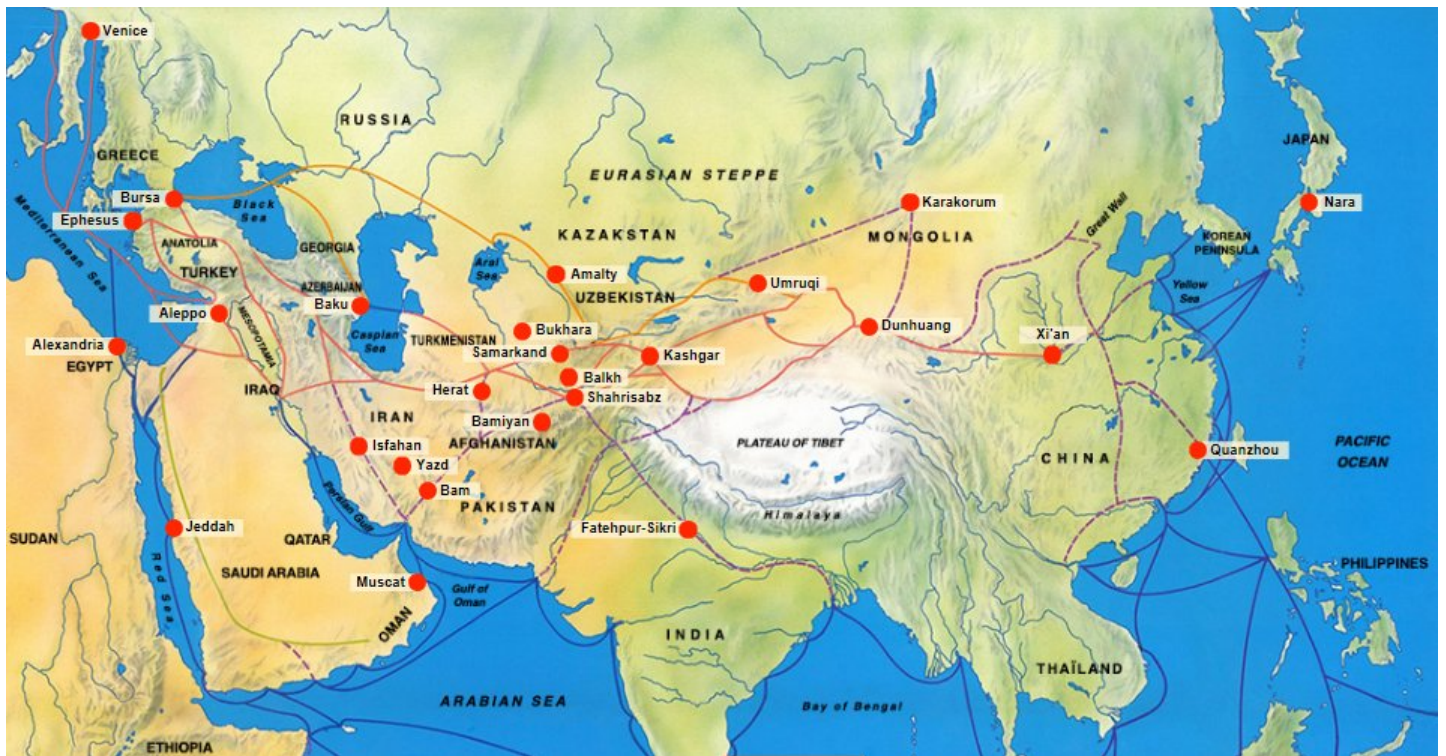 Venice
RUSSIA
JAPAN
GREECE
EURASIAN STEPPE
Bursa
Black
Sea
Karakorum
Nara
Mediterranean Sea
Ephesus
Great Wall
ANATOLIA
GEORGIA
KAZAKSTAN
MONGOLIA
KOREAN
PENINSULA
TURKEY
Aral
Sea
Amalty
AZERBAIJAN
Baku
UZBEKISTAN
Umruqi
Yellow
Sea
Aleppo
MESOPOTAMIA
Caspian
Sea
TURKMENISTAN
Bukhara
Dunhuang
Xi'an
Alexandria
EGYPT
Samarkand
Kashgar
Balkh
IRAQ
Herat
Shahrisabz
IRAN
Bamiyan
AFGHANISTAN
PLATEAU OF TIBET
Isfahan
Yazd
CHINA
Quanzhou
PACIFIC
OCEAN
Bam
Persian Gulf
PAKISTAN
Himalaya
Jeddah
Fatehpur-Sikri
SUDAN
QATAR
Red Sea
SAUDI ARABIA
Muscat
Gulf of
Oman
PHILIPPINES
OMAN
INDIA
THAÏLAND
ARABIAN SEA
Bay of Bengal
ETHIOPIA